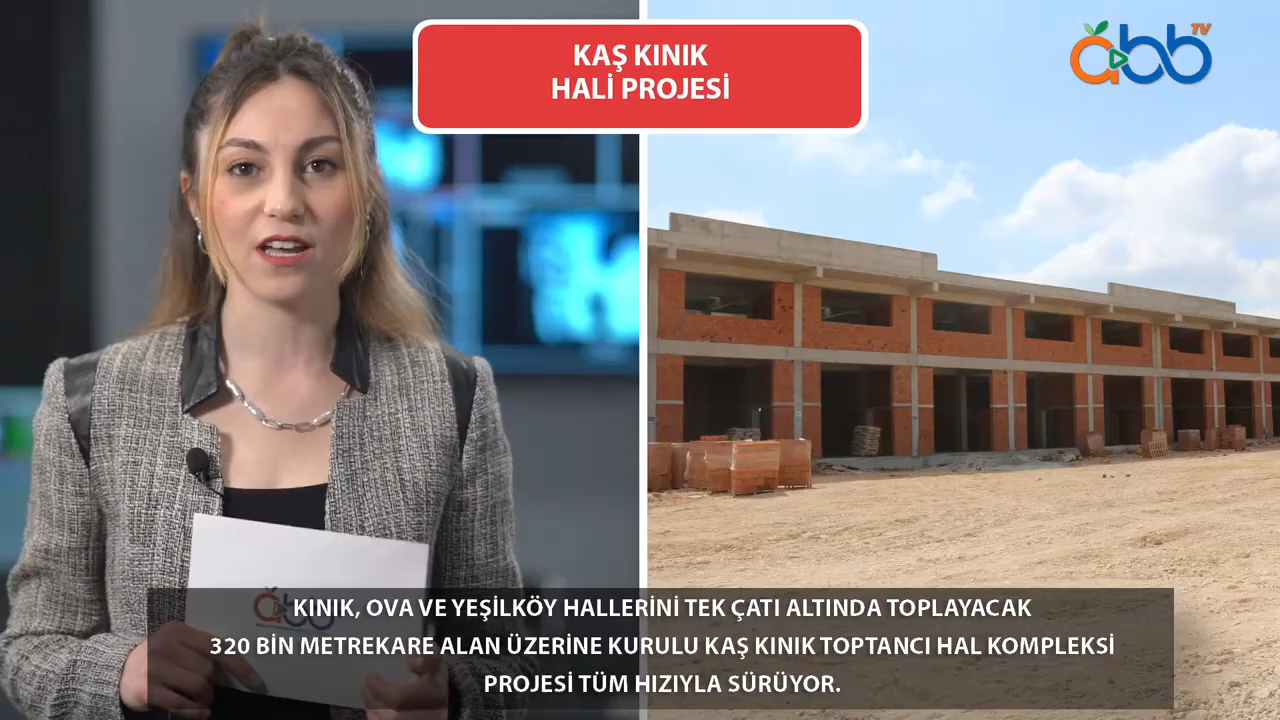 KAŞ KINIK
HALİ PROJESİ
abb TV
abb
KINIK, OVA VE YEŞİLKÖY HALLERİNİ TEK ÇATI ALTINDA TOPLAYACAK
320 BİN METREKARE ALAN ÜZERİNE KURULU KAŞ KINIK TOPTANCI HAL KOMPLEKSİ
PROJESİ TÜM HIZIYLA SÜRÜYOR.